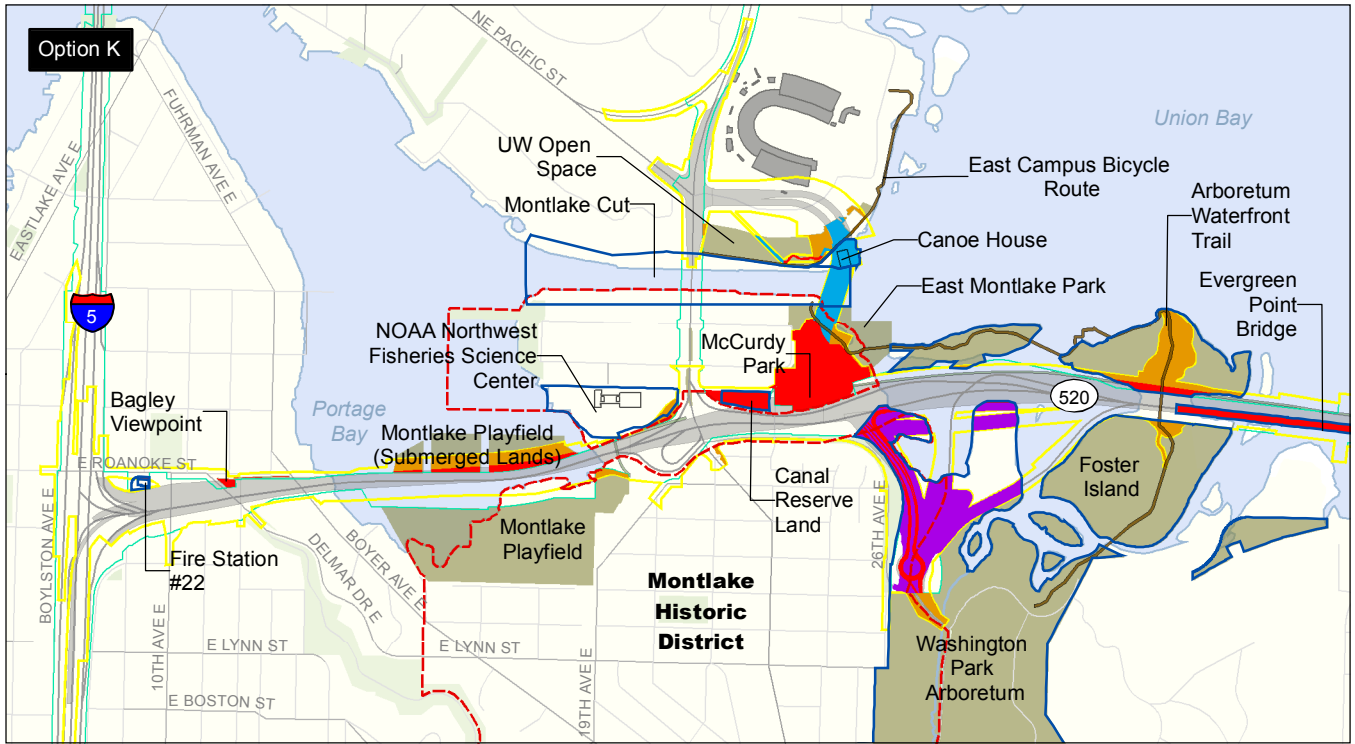 Option K
NE PACIFIC ST
FUHRMAN AVE E
EASTLAKE AVE E
Union Bay
UW Open
Space
East Campus Bicycle
Route
Arboretum
Waterfront
Trail
Montlake Cut
Canoe House
East Montlake Park
Evergreen
Point
Bridge
5
NOAA Northwest
Fisheries Science
Center
McCurdy
Park
520
Bagley
Viewpoint
Portage
Bay
Montlake Playfield
(Submerged Lands)
E ROANOKE ST
Canal
Reserve
Land
Foster
Island
BOYLSTON AVE E
Fire Station
#22
DELMAR DR E
BOYER AVE E
Montlake
Playfield
26TH AVE E
Montlake
Historic
District
10TH AVE E
E LYNN ST
E LYNN ST
19TH AVE E
Washington
Park
Arboretum
E BOSTON ST